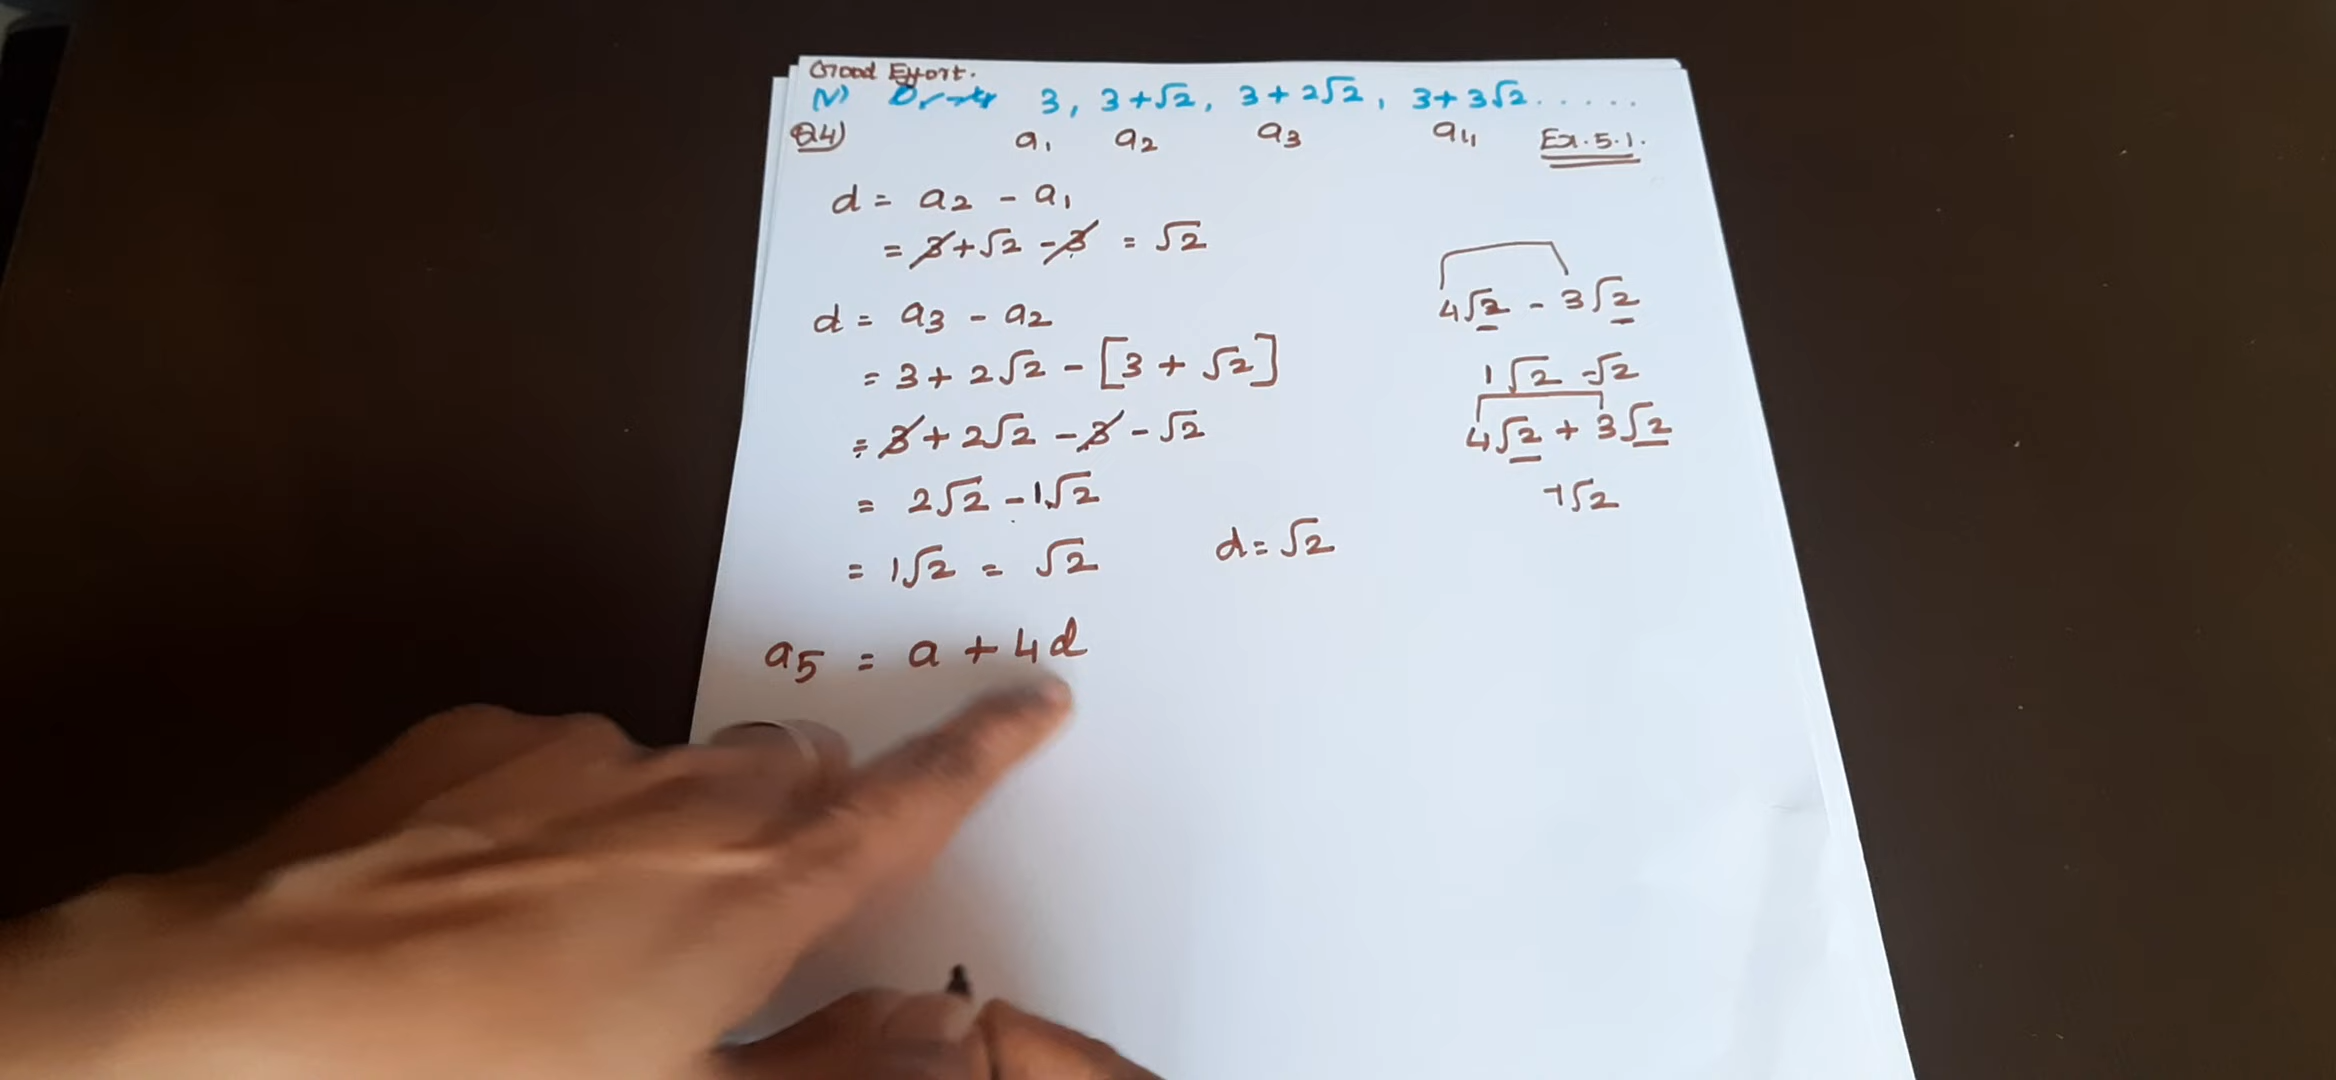 Good Effort.
(v) 3, 3+√2, 3+2√2, 3+3√2.....
Q4) a1 a2 a3 a4 Ex.5.1.
d = a2 - a1
= 3+√2 -3 = √2
d = a3 - a2
= 3+ 2√2 - [3 + √2]
= 3+ 2√2 -3 -√2
= 2√2 -1√2
= 1√2 = √2
d=√2
a5 = a + 4d
4√2 - 3√2
1√2 -√2
4√2 + 3√2
7√2